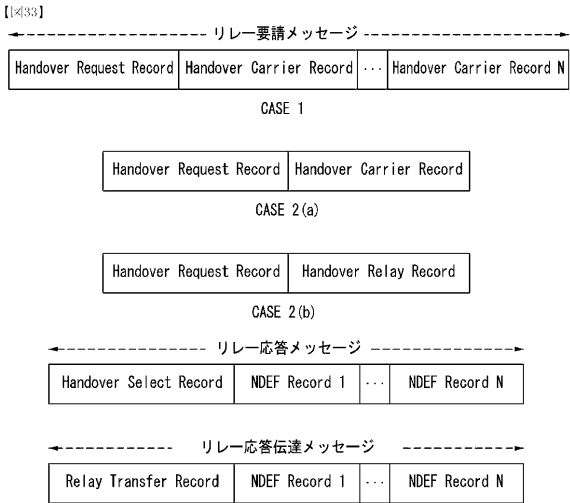 【図33】
リレー要請メッセージ
Handover Request Record Handover Carrier Record ... Handover Carrier Record N
CASE 1
Handover Request Record Handover Carrier Record
CASE 2(a)
Handover Request Record Handover Relay Record
CASE 2(b)
リレー応答メッセージ
Handover Select Record NDEF Record 1 ... NDEF Record N
リレー応答伝達メッセージ
Relay Transfer Record NDEF Record 1 ... NDEF Record N